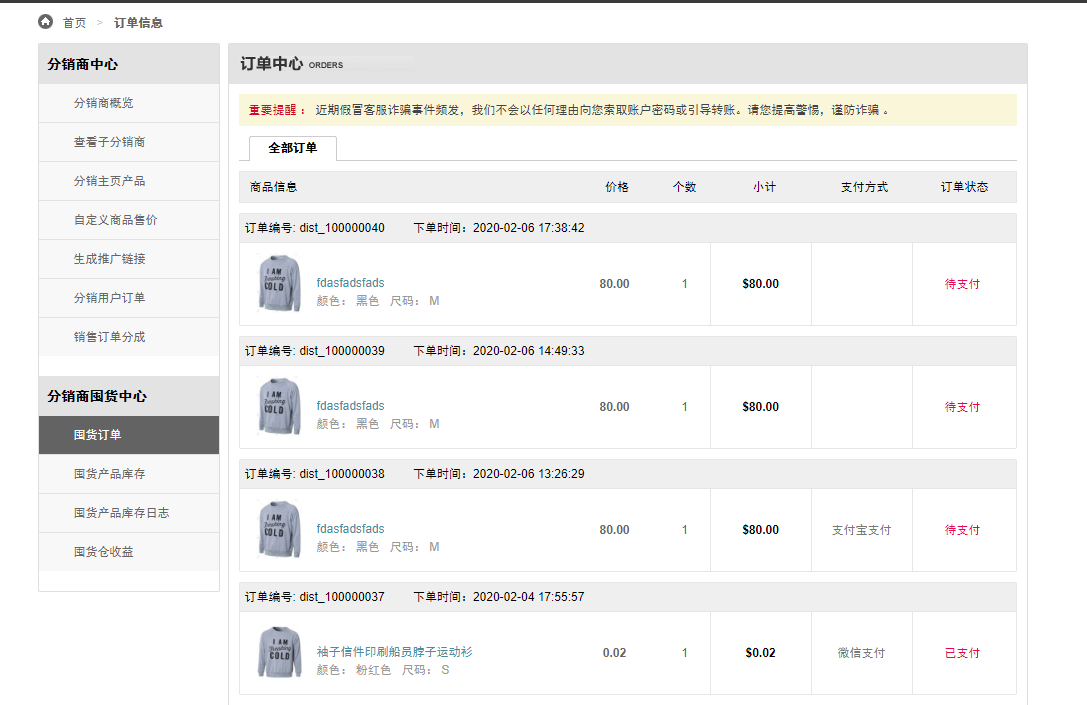 首页 > 订单信息
分销商中心
分销商概览
查看子分销商
分销主页产品
自定义商品售价
生成推广链接
分销用户订单
销售订单分成
分销商囤货中心
囤货订单
囤货产品库存
囤货产品库存日志
囤货仓收益
订单中心 ORDERS
重要提醒： 近期假冒客服诈骗事件频发，我们不会以任何理由向您索取账户密码或引导转账。请您提高警惕，谨防诈骗 。
全部订单
商品信息 价格 个数 小计 支付方式 订单状态
订单编号: dist_100000040 下单时间：2020-02-06 17:38:42
I AM
Freaking
COLD
fdasfadsfads
颜色： 黑色 尺码： M
80.00 1 $80.00 待支付
订单编号: dist_100000039 下单时间：2020-02-06 14:49:33
I AM
Freaking
COLD
fdasfadsfads
颜色： 黑色 尺码： M
80.00 1 $80.00 待支付
订单编号: dist_100000038 下单时间：2020-02-06 13:26:29
I AM
Freaking
COLD
fdasfadsfads
颜色： 黑色 尺码： M
80.00 1 $80.00 支付宝支付 待支付
订单编号: dist_100000037 下单时间：2020-02-04 17:55:57
I AM
Freaking
COLD
袖子信件印刷船员脖子运动衫
颜色： 粉红色 尺码： S
0.02 1 $0.02 微信支付 已支付